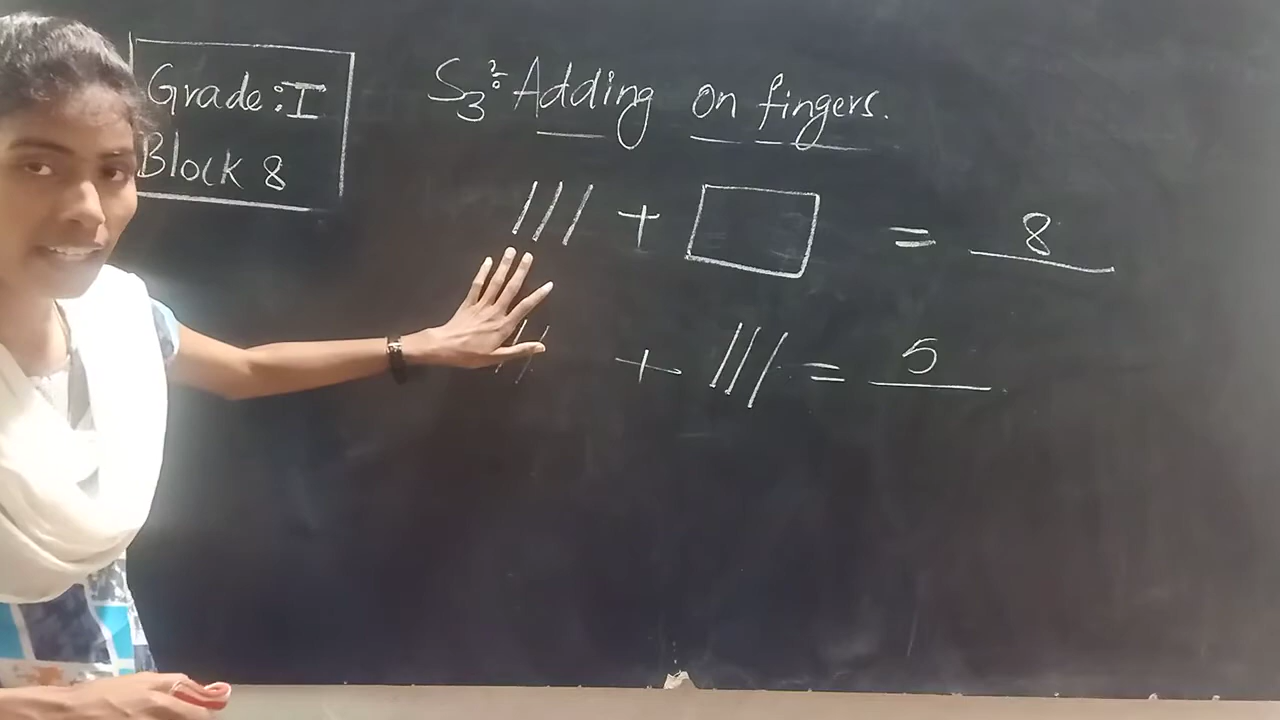 Grade: I
Block 8
S3: Adding on fingers.
/// + □ = 8
// + /// = 5